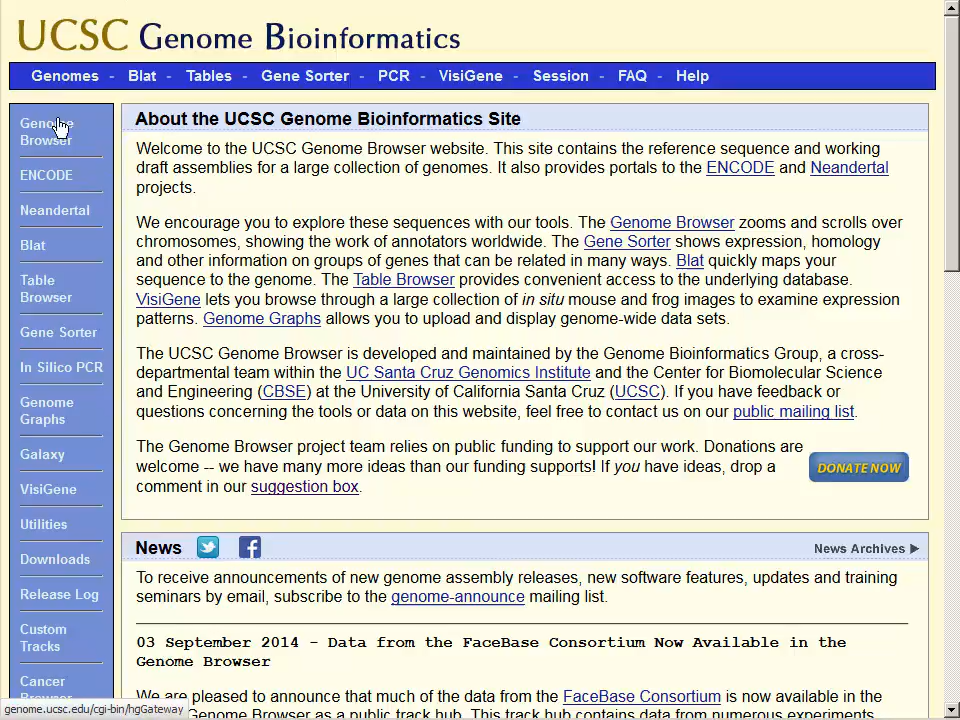 UCSC Genome Bioinformatics
Genomes - Blat - Tables - Gene Sorter - PCR - VisiGene - Session - FAQ - Help
Genome
Browser
ENCODE
Neandertal
Blat
Table
Browser
Gene Sorter
In Silico PCR
Genome
Graphs
Galaxy
VisiGene
Utilities
Downloads
Release Log
Custom
Tracks
Cancer
Browser
About the UCSC Genome Bioinformatics Site
Welcome to the UCSC Genome Browser website. This site contains the reference sequence and working
draft assemblies for a large collection of genomes. It also provides portals to the ENCODE and Neandertal
projects.
We encourage you to explore these sequences with our tools. The Genome Browser zooms and scrolls over
chromosomes, showing the work of annotators worldwide. The Gene Sorter shows expression, homology
and other information on groups of genes that can be related in many ways. Blat quickly maps your
sequence to the genome. The Table Browser provides convenient access to the underlying database.
VisiGene lets you browse through a large collection of in situ mouse and frog images to examine expression
patterns. Genome Graphs allows you to upload and display genome-wide data sets.
The UCSC Genome Browser is developed and maintained by the Genome Bioinformatics Group, a cross-
departmental team within the UC Santa Cruz Genomics Institute and the Center for Biomolecular Science
and Engineering (CBSE) at the University of California Santa Cruz (UCSC). If you have feedback or
questions concerning the tools or data on this website, feel free to contact us on our public mailing list.
The Genome Browser project team relies on public funding to support our work. Donations are
welcome -- we have many more ideas than our funding supports! If you have ideas, drop a
comment in our suggestion box.
DONATE NOW
News
News Archives ▶
To receive announcements of new genome assembly releases, new software features, updates and training
seminars by email, subscribe to the genome-announce mailing list.
03 September 2014 - Data from the FaceBase Consortium Now Available in the
Genome Browser
We are pleased to announce that much of the data from the FaceBase Consortium is now available in the
Genome Browser as a public track hub. This track hub contains data from numerous experiments
genome.ucsc.edu/cgi-bin/hgGateway